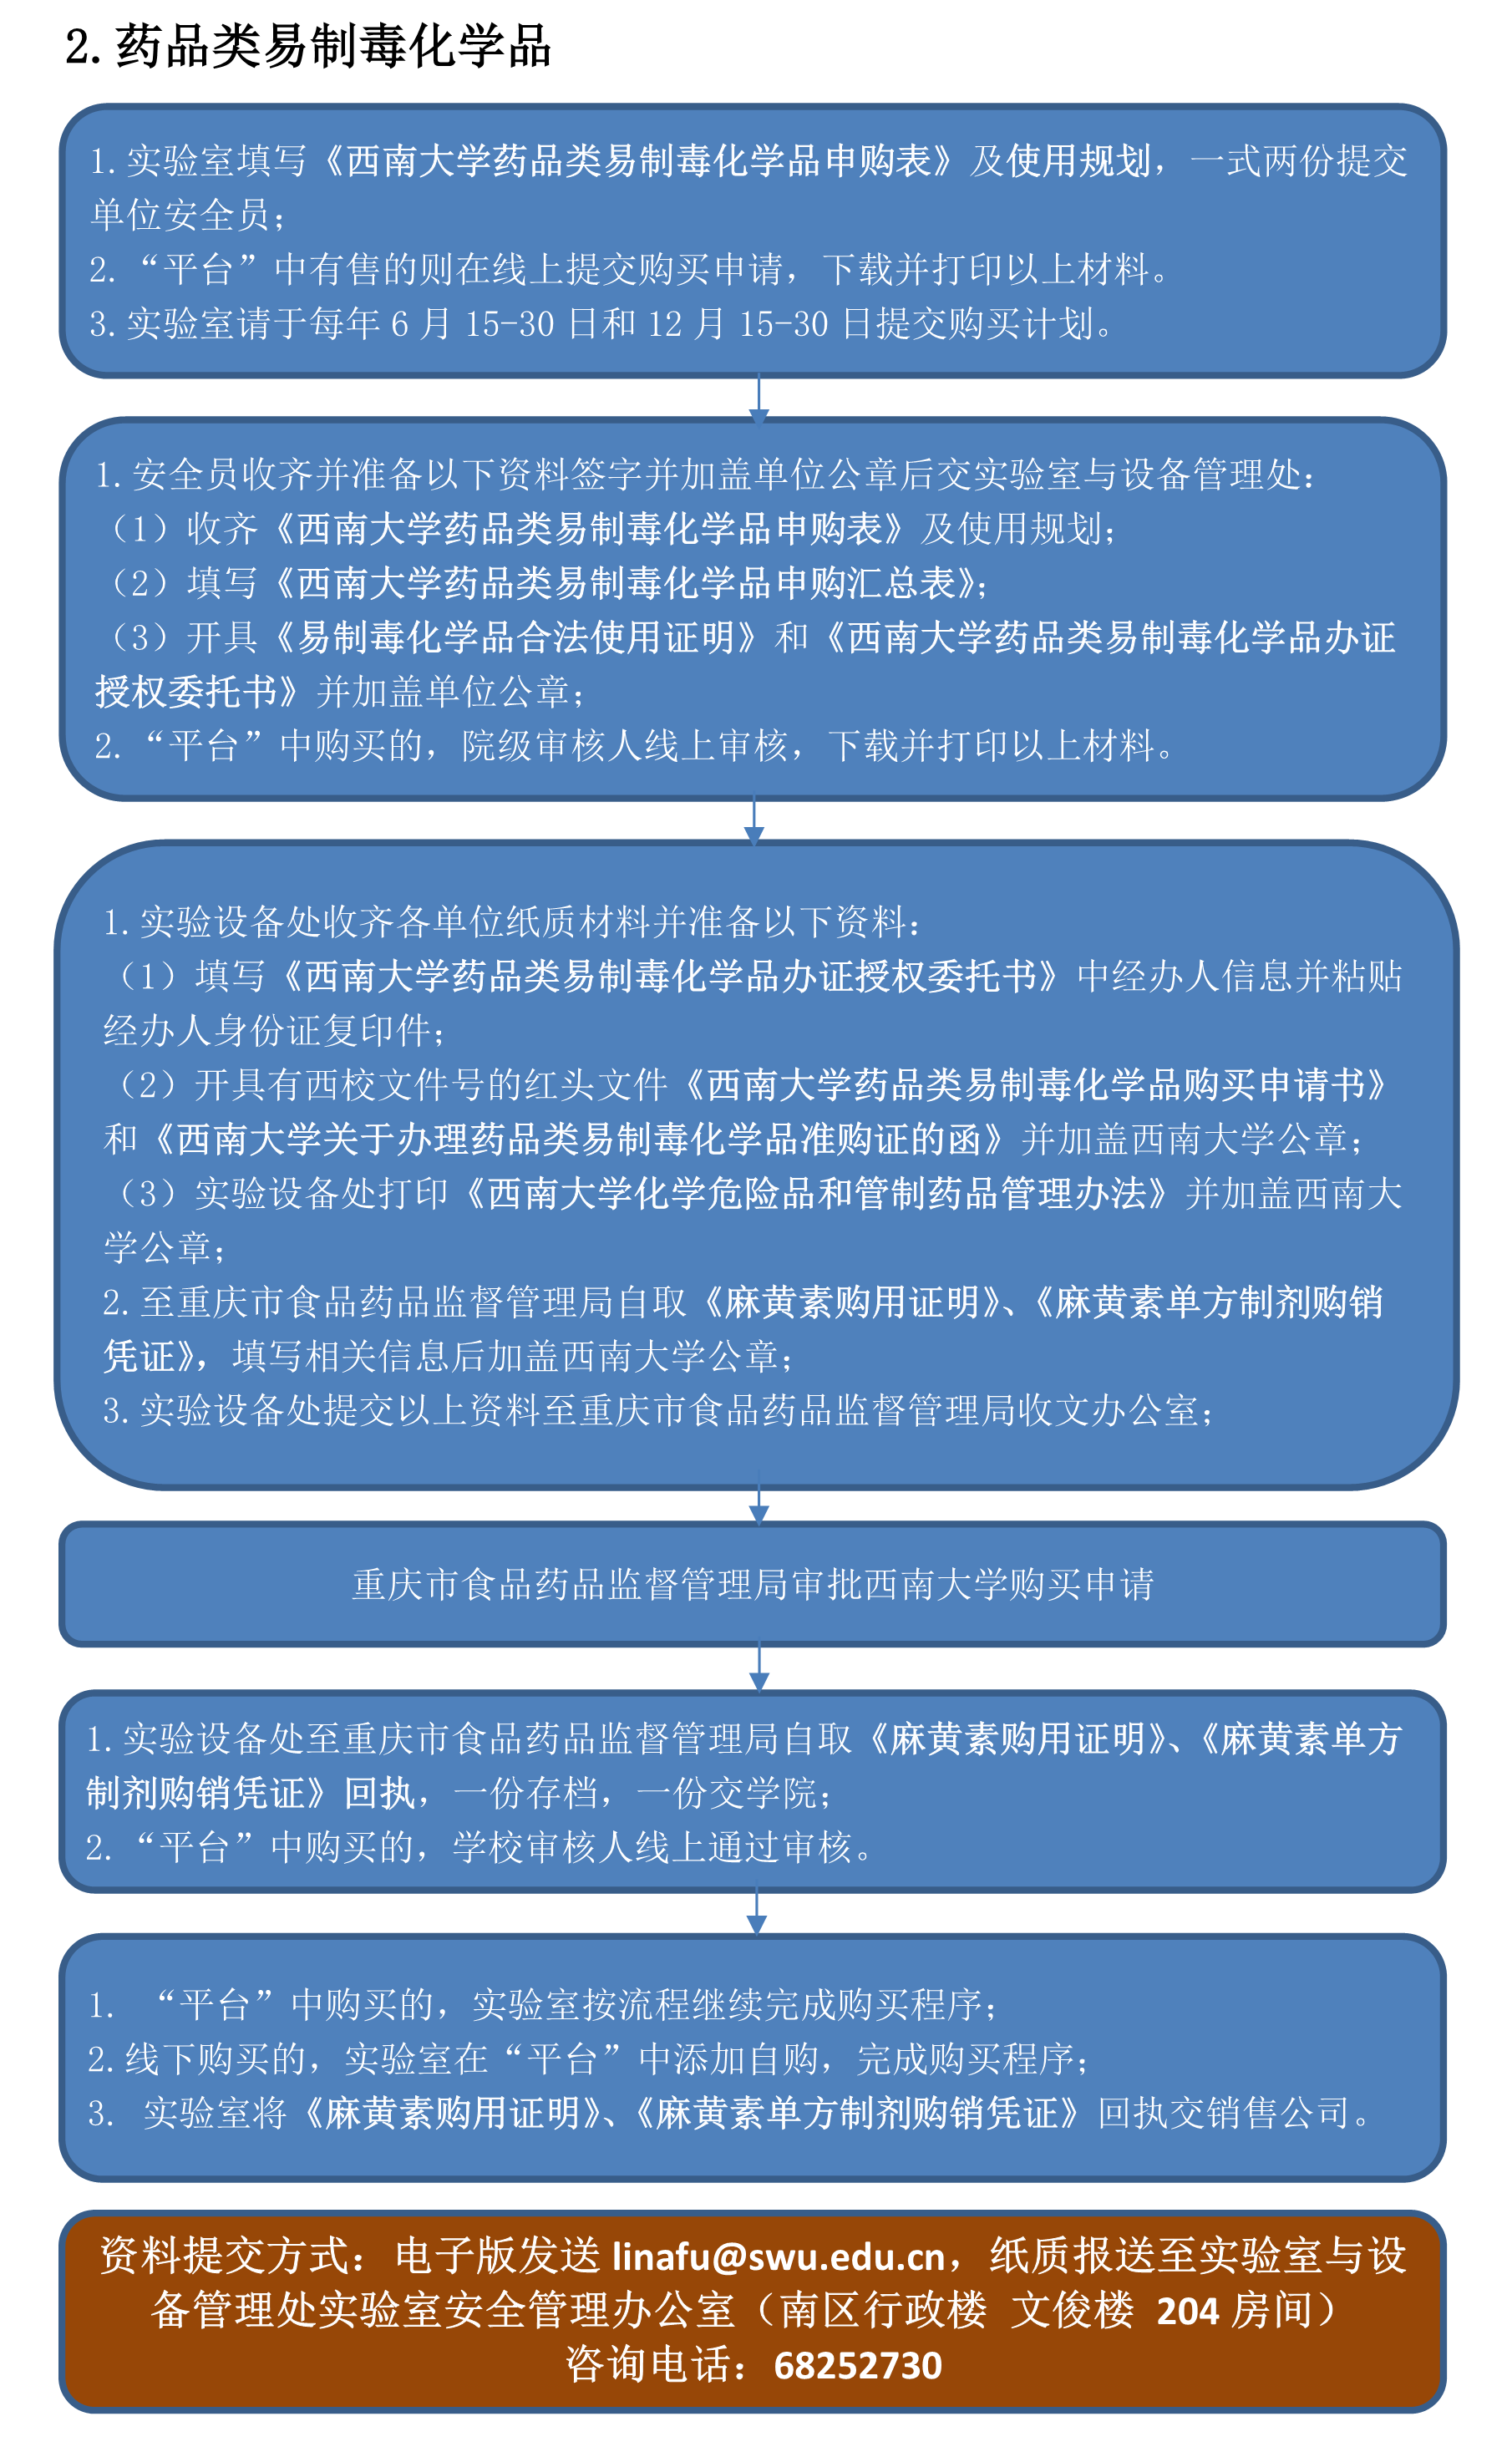 2. 药品类易制毒化学品
1. 实验室填写《西南大学药品类易制毒化学品申购表》及使用规划，一式两份提交
单位安全员；
2. “平台”中有售的则在线上提交购买申请，下载并打印以上材料。
3. 实验室请于每年 6 月 15-30 日和 12 月 15-30 日提交购买计划。
1. 安全员收齐并准备以下资料签字并加盖单位公章后交实验室与设备管理处：
（1）收齐《西南大学药品类易制毒化学品申购表》及使用规划；
（2）填写《西南大学药品类易制毒化学品申购汇总表》；
（3）开具《易制毒化学品合法使用证明》和《西南大学药品类易制毒化学品办证
授权委托书》并加盖单位公章；
2. “平台”中购买的，院级审核人线上审核，下载并打印以上材料。
1. 实验设备处收齐各单位纸质材料并准备以下资料：
（1）填写《西南大学药品类易制毒化学品办证授权委托书》中经办人信息并粘贴
经办人身份证复印件；
（2）开具有西校文件号的红头文件《西南大学药品类易制毒化学品购买申请书》
和《西南大学关于办理药品类易制毒化学品准购证的函》并加盖西南大学公章；
（3）实验设备处打印《西南大学化学危险品和管制药品管理办法》并加盖西南大
学公章；
2. 至重庆市食品药品监督管理局自取《麻黄素购用证明》、《麻黄素单方制剂购销
凭证》，填写相关信息后加盖西南大学公章；
3. 实验设备处提交以上资料至重庆市食品药品监督管理局收文办公室；
重庆市食品药品监督管理局审批西南大学购买申请
1. 实验设备处至重庆市食品药品监督管理局自取《麻黄素购用证明》、《麻黄素单方
制剂购销凭证》回执，一份存档，一份交学院；
2. “平台”中购买的，学校审核人线上通过审核。
1. “平台”中购买的，实验室按流程继续完成购买程序；
2. 线下购买的，实验室在“平台”中添加自购，完成购买程序；
3. 实验室将《麻黄素购用证明》、《麻黄素单方制剂购销凭证》回执交销售公司。
资料提交方式：电子版发送 linafu@swu.edu.cn，纸质报送至实验室与设
备管理处实验室安全管理办公室（南区行政楼 文俊楼 204 房间）
咨询电话：68252730